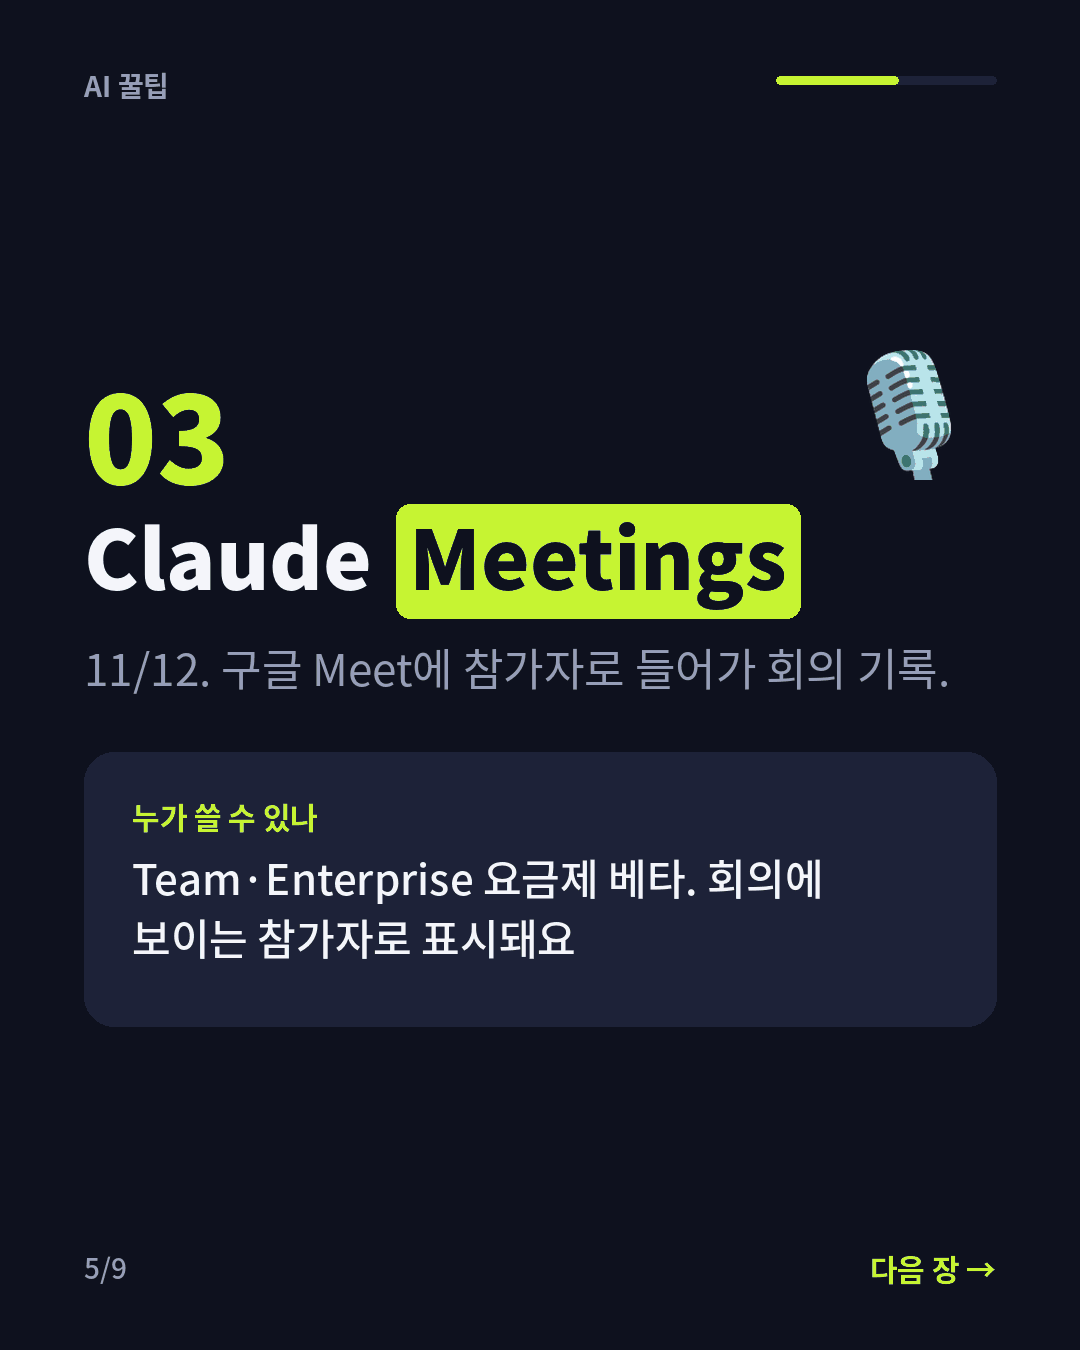 AI 꿀팁
03
Claude Meetings
11/12. 구글 Meet에 참가자로 들어가 회의 기록.
누가 쓸 수 있나
Team·Enterprise 요금제 베타. 회의에
보이는 참가자로 표시돼요
5/9
다음 장 →